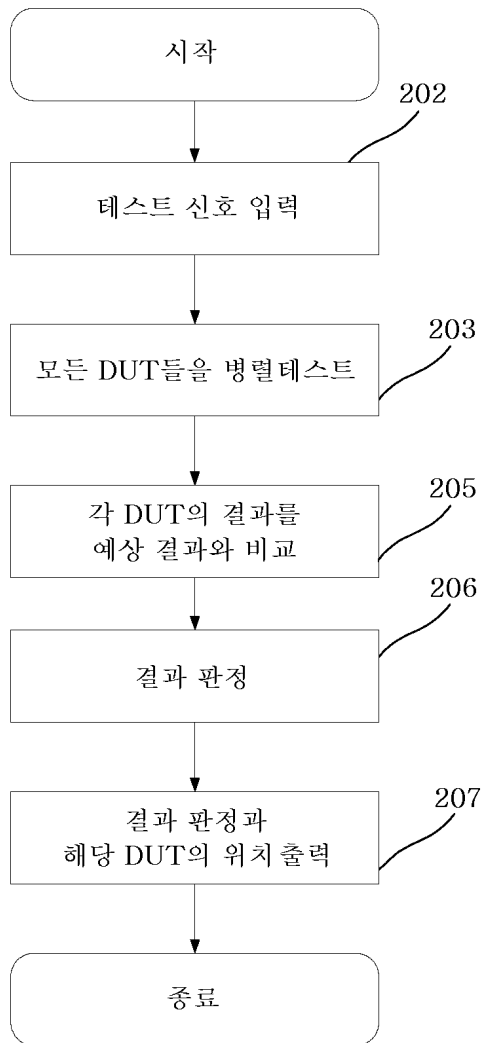 시작
202
테스트 신호 입력
203
모든 DUT들을 병렬테스트
205
각 DUT의 결과를
예상 결과와 비교
206
결과 판정
207
결과 판정과
해당 DUT의 위치출력
종료